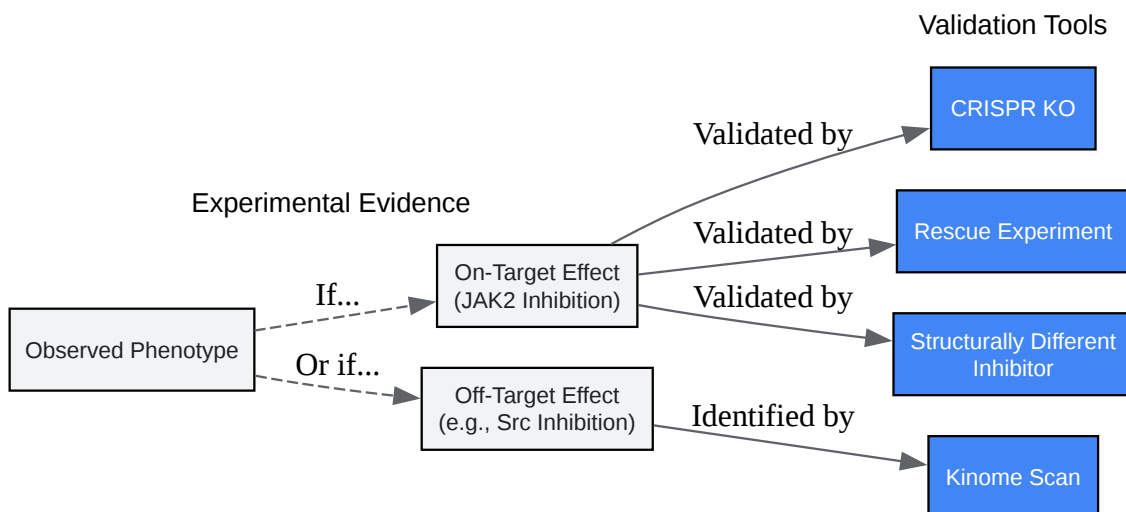 Validation Tools
CRISPR KO
Validated by
Experimental Evidence
Validated by
Rescue Experiment
On-Target Effect
(JAK2 Inhibition)
If...
Validated by
Observed Phenotype
Structurally Different
Inhibitor
Or if...
Off-Target Effect
(e.g., Src Inhibition)
Identified by
Kinome Scan